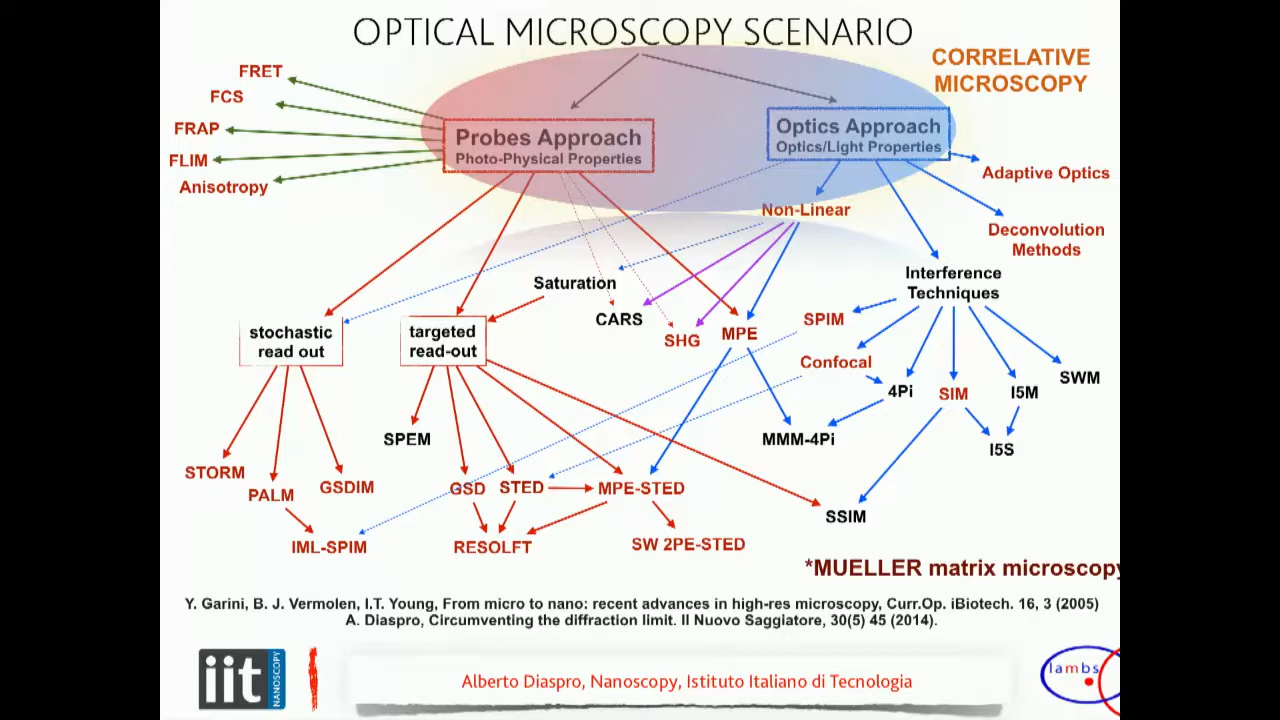 OPTICAL MICROSCOPY SCENARIO
CORRELATIVE
MICROSCOPY
FRET
FCS
FRAP
FLIM
Anisotropy
Probes Approach
Photo-Physical Properties
Optics Approach
Optics/Light Properties
Adaptive Optics
Non-Linear
Deconvolution
Methods
Interference
Techniques
Saturation
CARS
SHG
MPE
SPIM
Confocal
stochastic
read out
targeted
read-out
4Pi
SIM
I5M
SWM
SPEM
MMM-4Pi
I5S
STORM
PALM
GSDIM
GSD
STED
MPE-STED
SSIM
IML-SPIM
RESOLFT
SW 2PE-STED
*MUELLER matrix microscopy
Y. Garini, B. J. Vermolen, I.T. Young, From micro to nano: recent advances in high-res microscopy, Curr.Op. iBiotech. 16, 3 (2005)
A. Diaspro, Circumventing the diffraction limit. Il Nuovo Saggiatore, 30(5) 45 (2014).
iit
NANOSCOPY
Alberto Diaspro, Nanoscopy, Istituto Italiano di Tecnologia
lambs